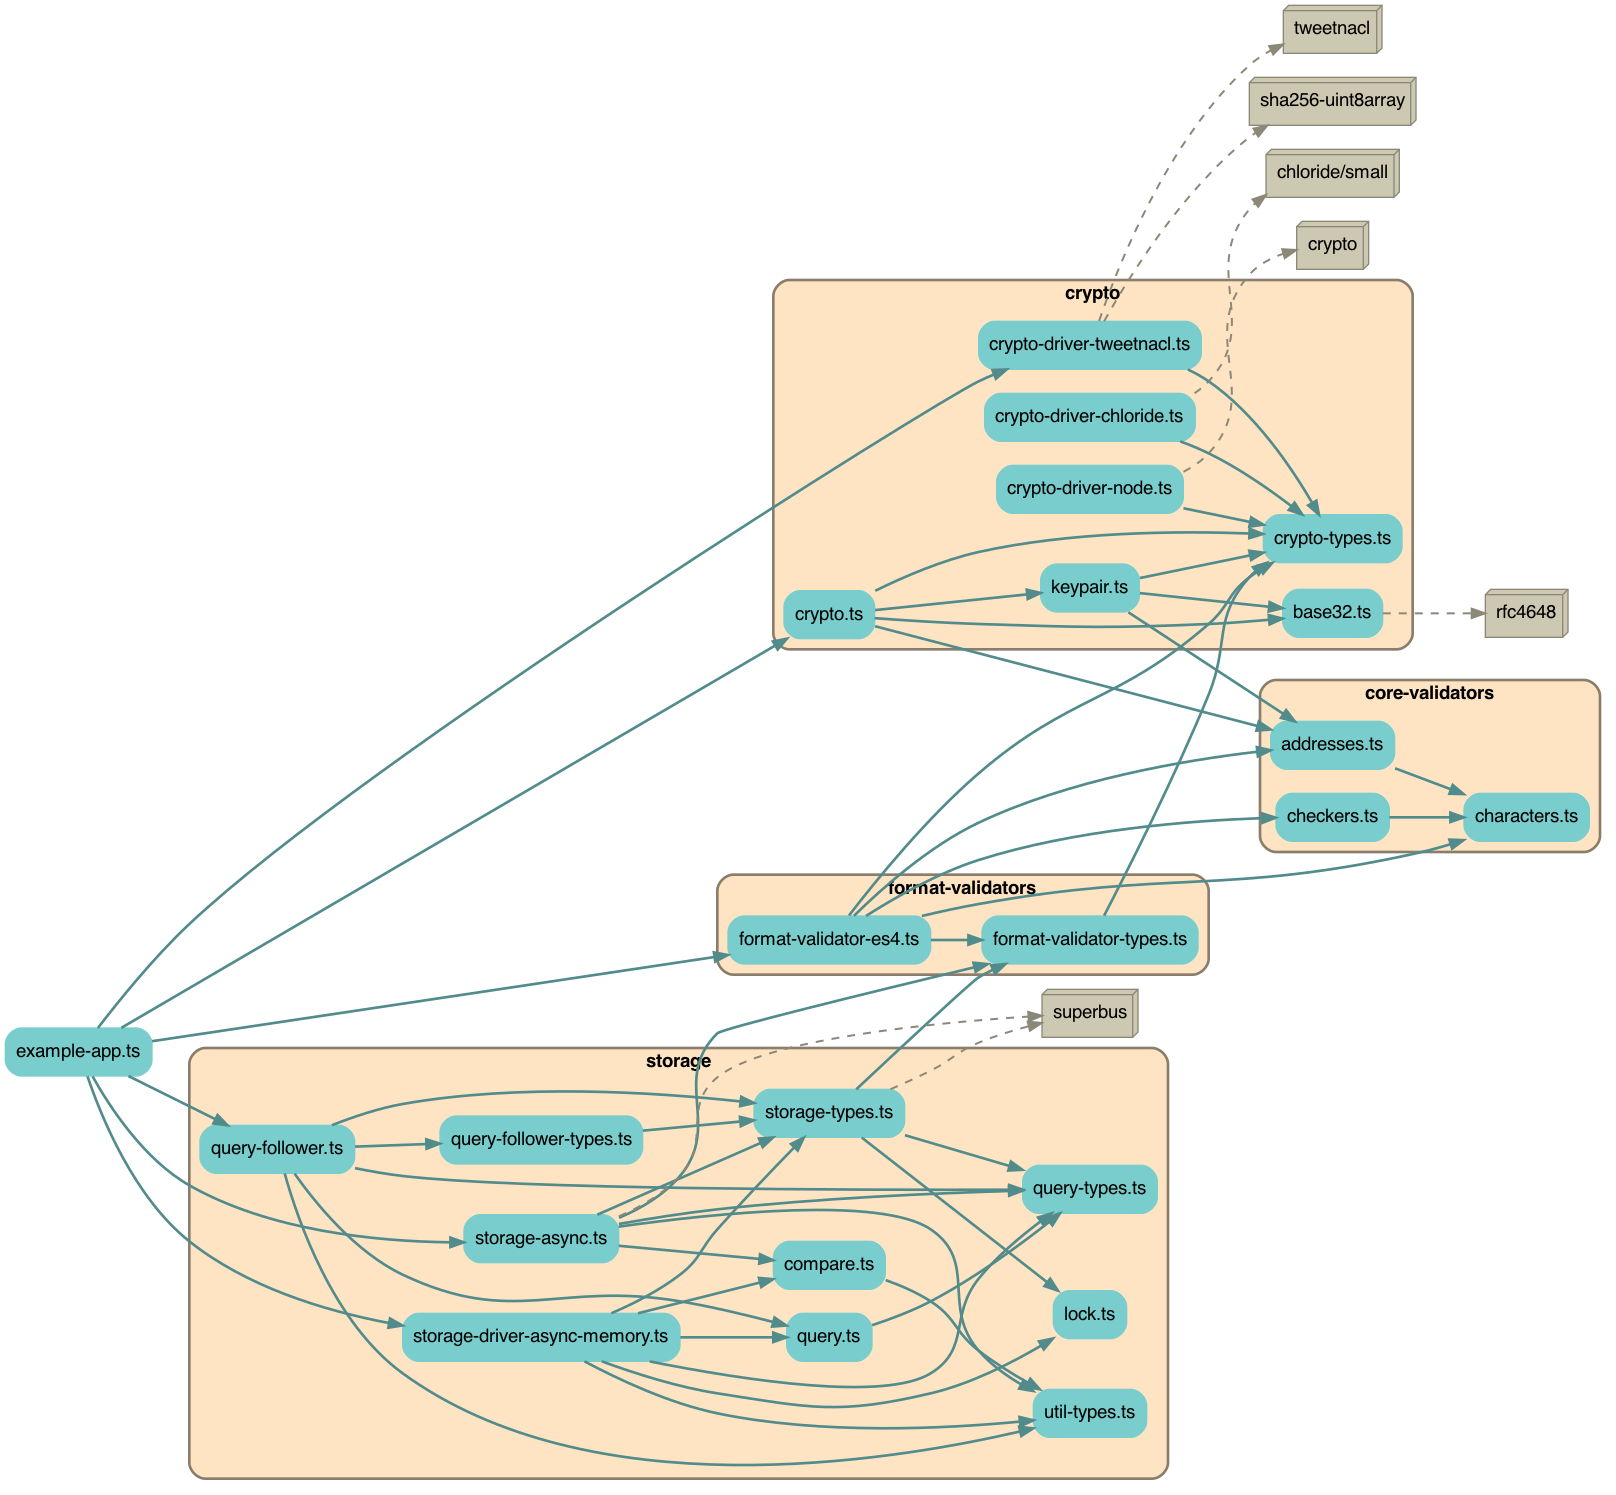 tweetnacl
sha256-uint8array
chloride/small
crypto
crypto
crypto-driver-tweetnacl.ts
crypto-driver-chloride.ts
crypto-driver-node.ts
crypto-types.ts
keypair.ts
crypto.ts
base32.ts
rfc4648
core-validators
addresses.ts
checkers.ts
characters.ts
format-validators
format-validator-es4.ts
format-validator-types.ts
superbus
example-app.ts
storage
storage-types.ts
query-follower-types.ts
query-follower.ts
query-types.ts
storage-async.ts
compare.ts
lock.ts
storage-driver-async-memory.ts
query.ts
util-types.ts